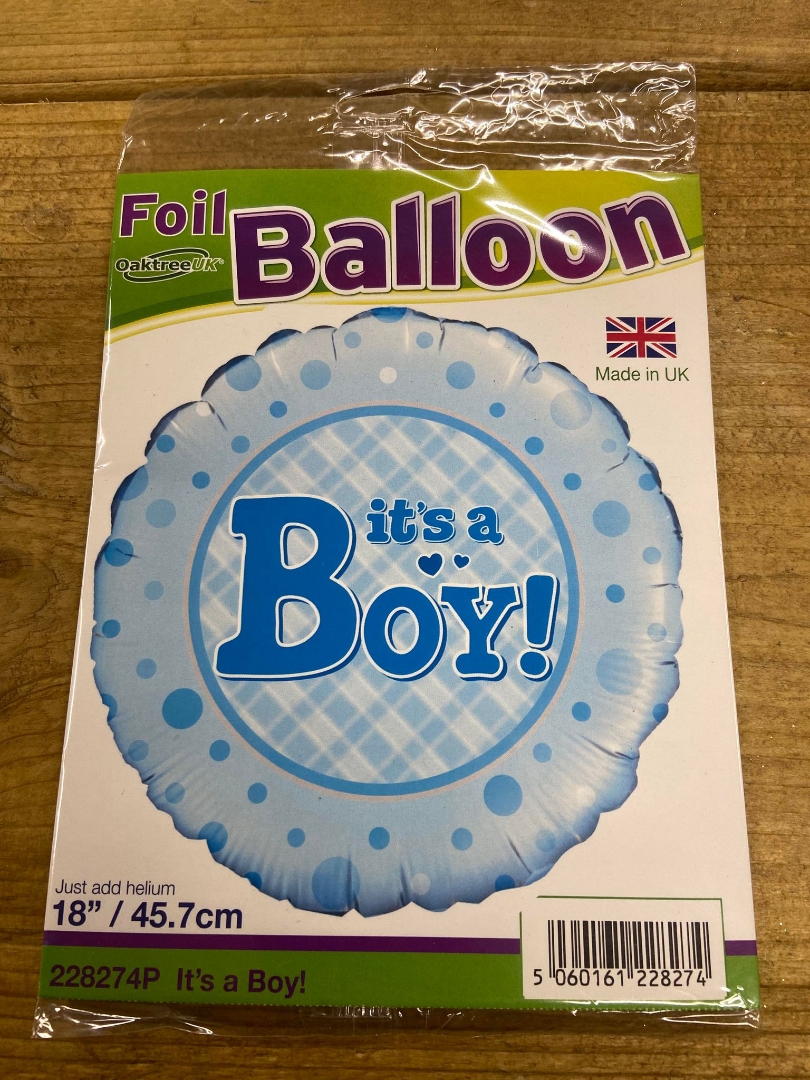 Foil Balloon
OaktreeUK®
Made in UK
it's a
BOY!
Just add helium
18” / 45.7cm
228274P It's a Boy!
5 060161 228274